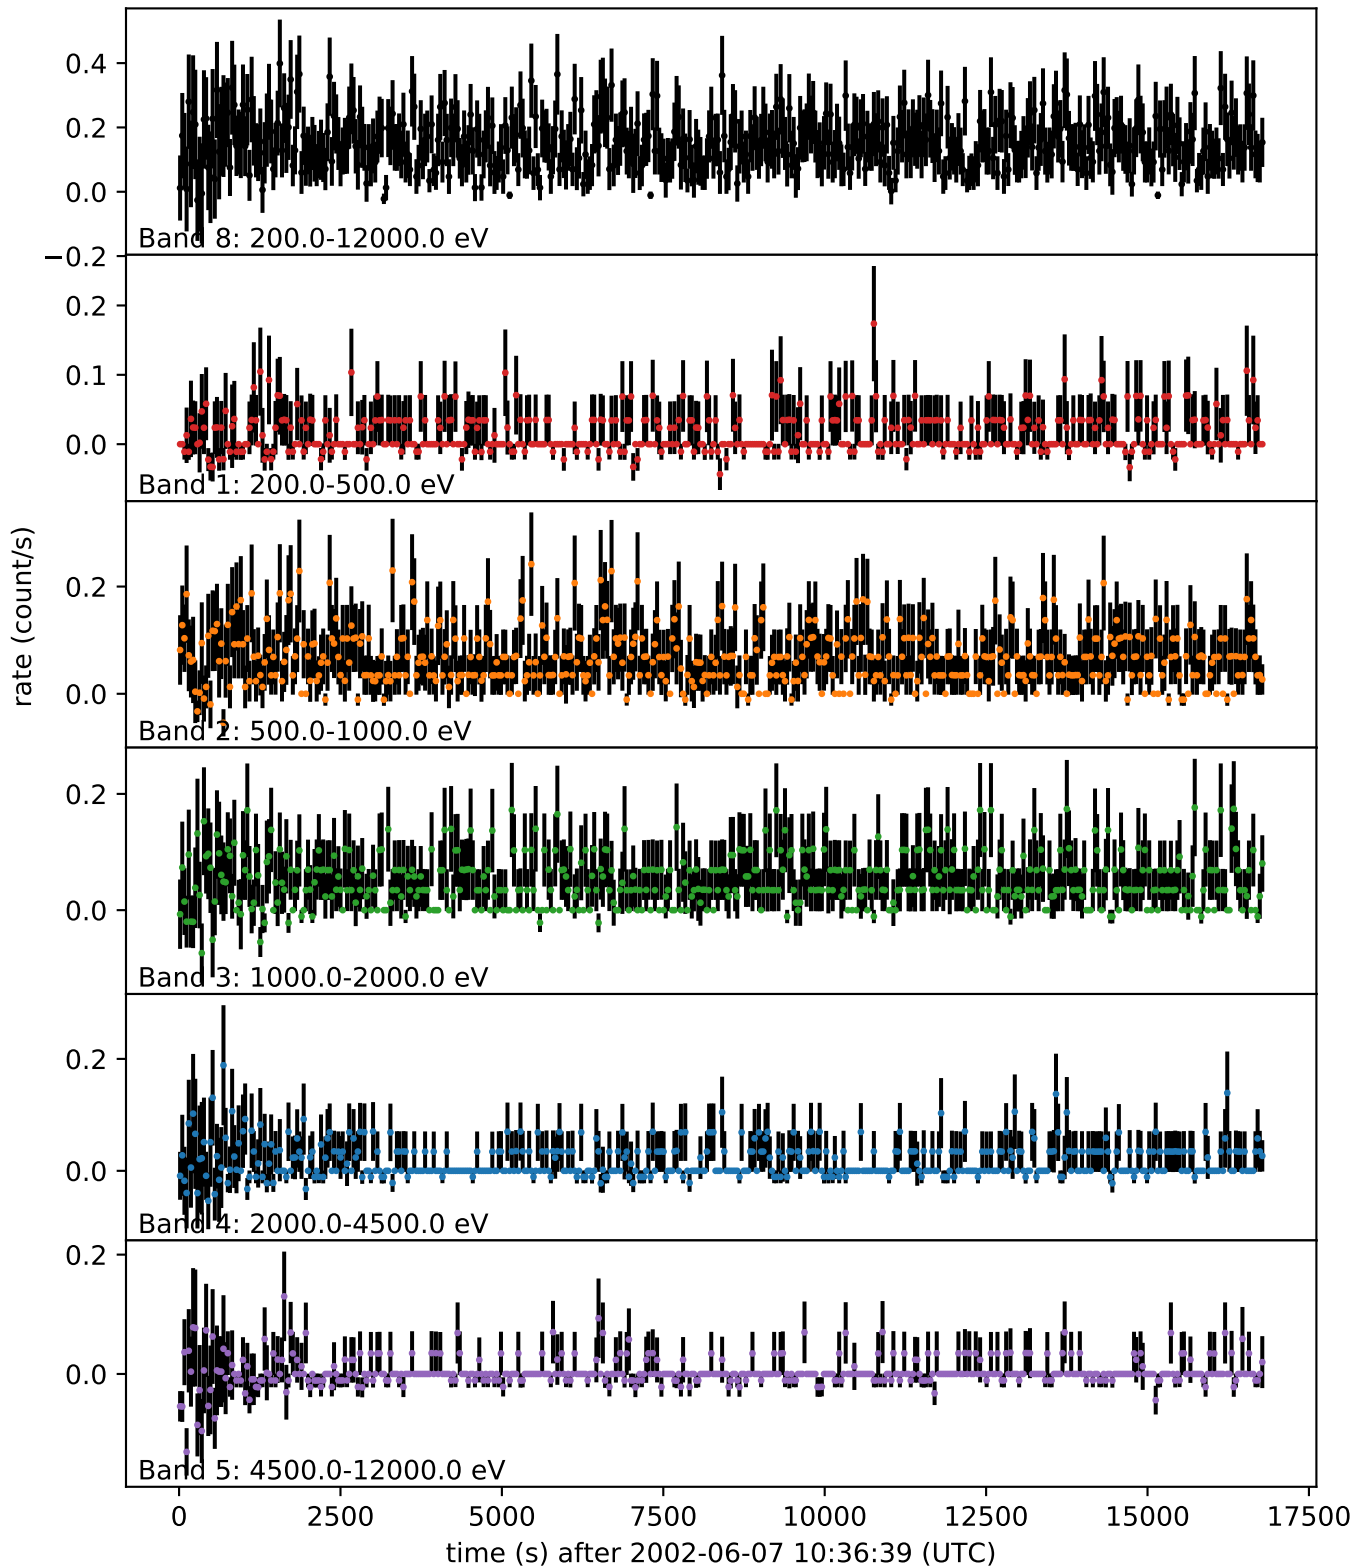 0.4
0.2
0.0
−0.2
Band 8: 200.0-12000.0 eV
0.2
0.1
0.0
Band 1: 200.0-500.0 eV
rate (count/s)
0.2
0.0
Band 2: 500.0-1000.0 eV
0.2
0.0
Band 3: 1000.0-2000.0 eV
0.2
0.0
Band 4: 2000.0-4500.0 eV
0.2
0.0
Band 5: 4500.0-12000.0 eV
0 2500 5000 7500 10000 12500 15000 17500
time (s) after 2002-06-07 10:36:39 (UTC)